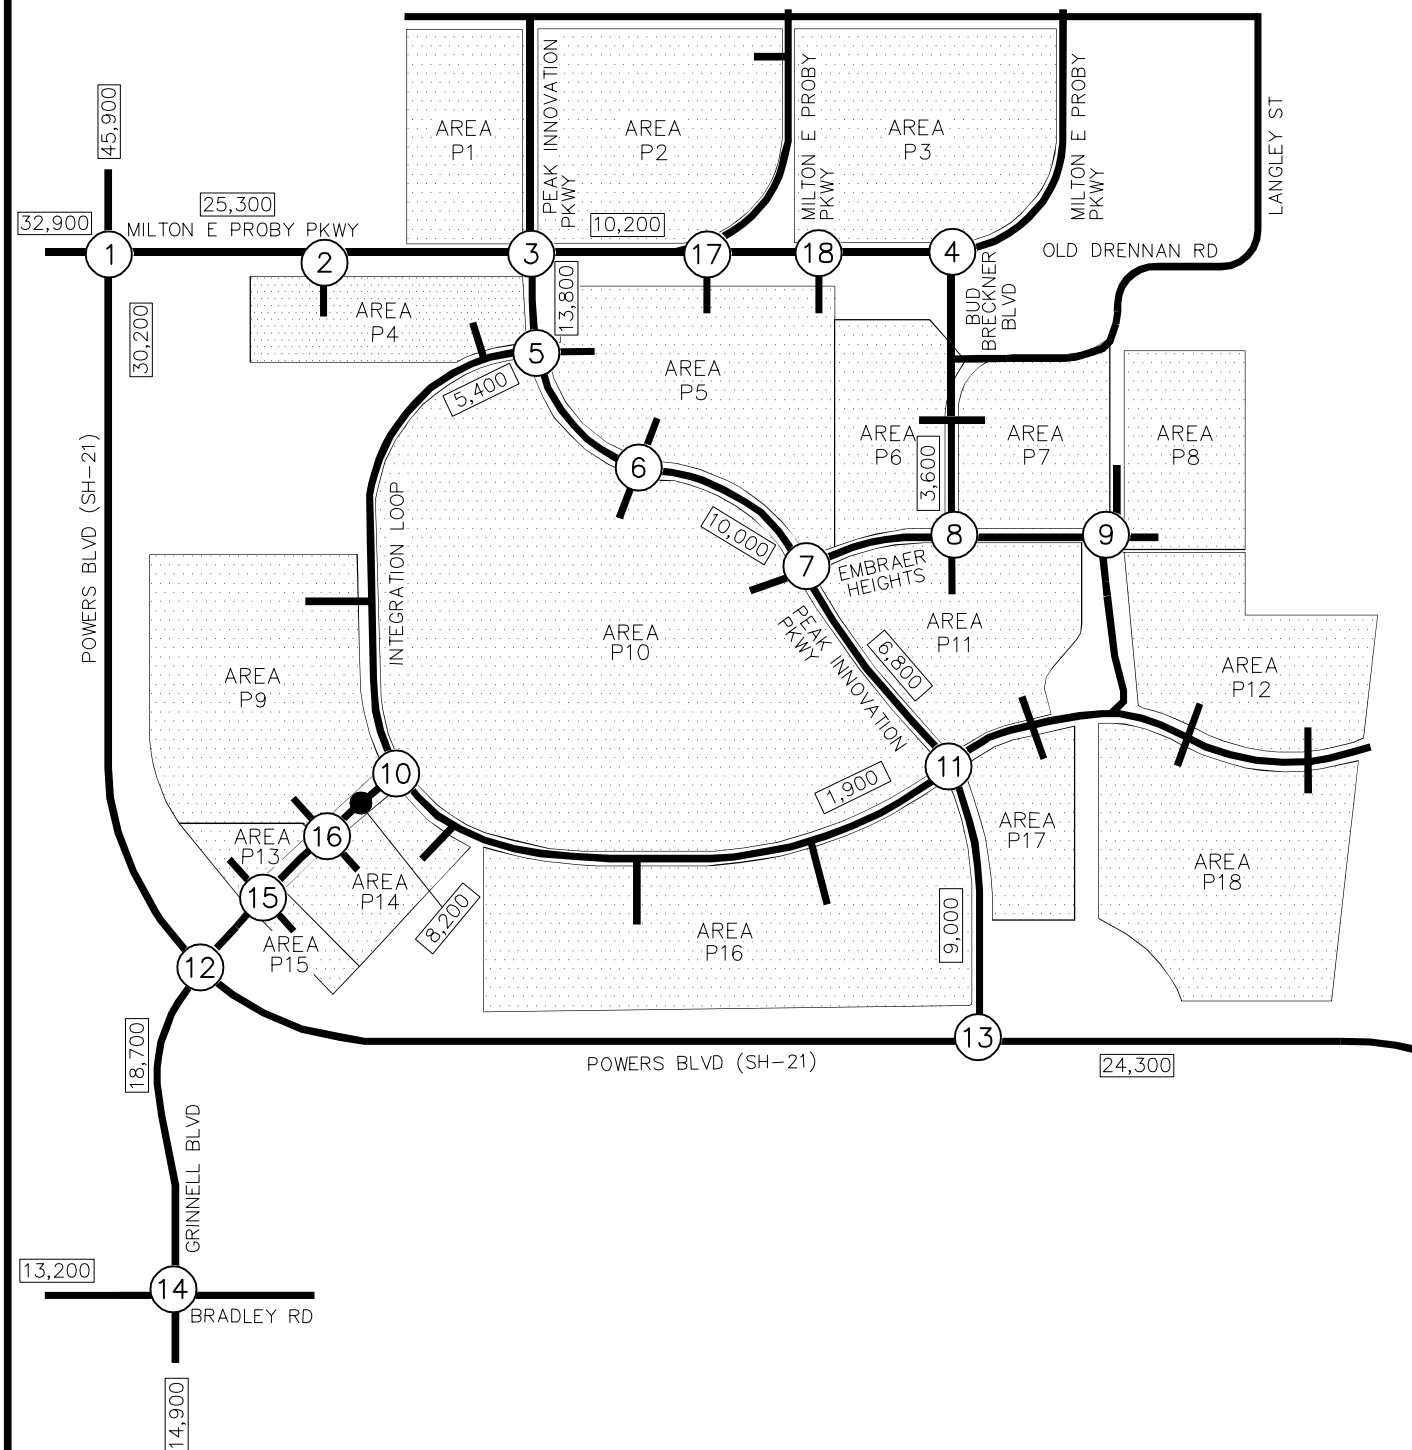 45,900
32,900
25,300
MILTON E PROBY PKWY
1
2
30,200
AREA
P1
PEAK INNOVATION
PKWY
AREA
P2
MILTON E PROBY
PKWY
AREA
P3
MILTON E PROBY
PKWY
LANGLEY ST
10,200
3
17
18
4
OLD DRENNAN RD
BUD
BRECKNER
BLVD
13,800
AREA
P4
5
5,400
AREA
P5
6
AREA
P6
3,600
AREA
P7
AREA
P8
POWERS BLVD (SH-21)
INTEGRATION LOOP
10,000
7
8
9
EMBRAER
HEIGHTS
AREA
P9
AREA
P10
PEAK INNOVATION
PKWY
6,800
AREA
P11
AREA
P12
10
11
1,900
16
AREA
P13
AREA
P14
15
AREA
P15
8,200
AREA
P16
9,000
AREA
P17
AREA
P18
12
13
POWERS BLVD (SH-21)
24,300
18,700
GRINNELL BLVD
13,200
14
BRADLEY RD
14,900